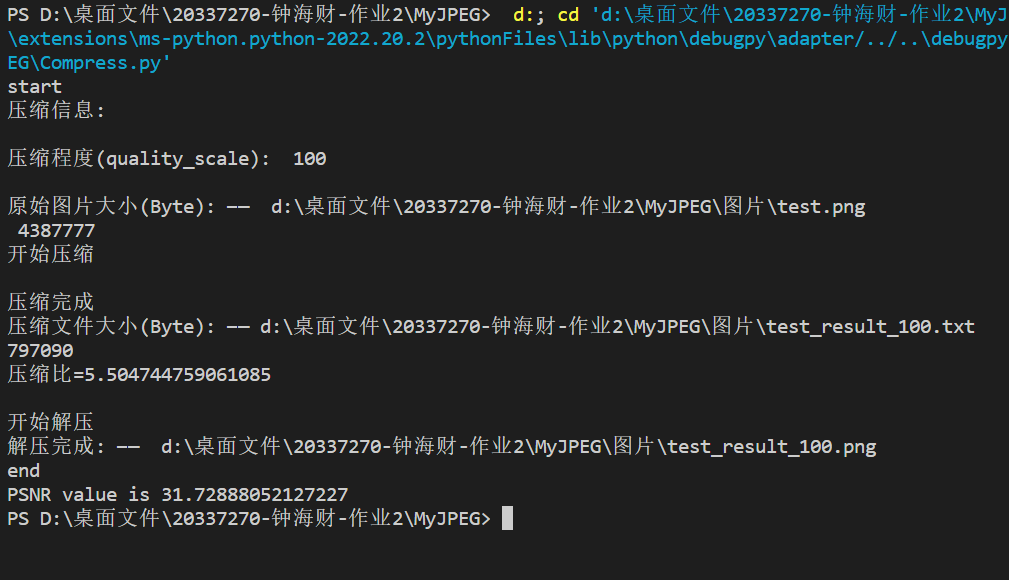 PS D:\桌面文件\20337270-钟海财-作业2\MyJPEG>  d:; cd 'd:\桌面文件\20337270-钟海财-作业2\MyJ
\extensions\ms-python.python-2022.20.2\pythonFiles\lib\python\debugpy\adapter/../..\debugpy
EG\Compress.py'
start
压缩信息:
压缩程度(quality_scale):  100
原始图片大小(Byte): ——  d:\桌面文件\20337270-钟海财-作业2\MyJPEG\图片\test.png
4387777
开始压缩
压缩完成
压缩文件大小(Byte): —— d:\桌面文件\20337270-钟海财-作业2\MyJPEG\图片\test_result_100.txt
797090
压缩比=5.504744759061085
开始解压
解压完成: ——  d:\桌面文件\20337270-钟海财-作业2\MyJPEG\图片\test_result_100.png
end
PSNR value is 31.72888052127227
PS D:\桌面文件\20337270-钟海财-作业2\MyJPEG>